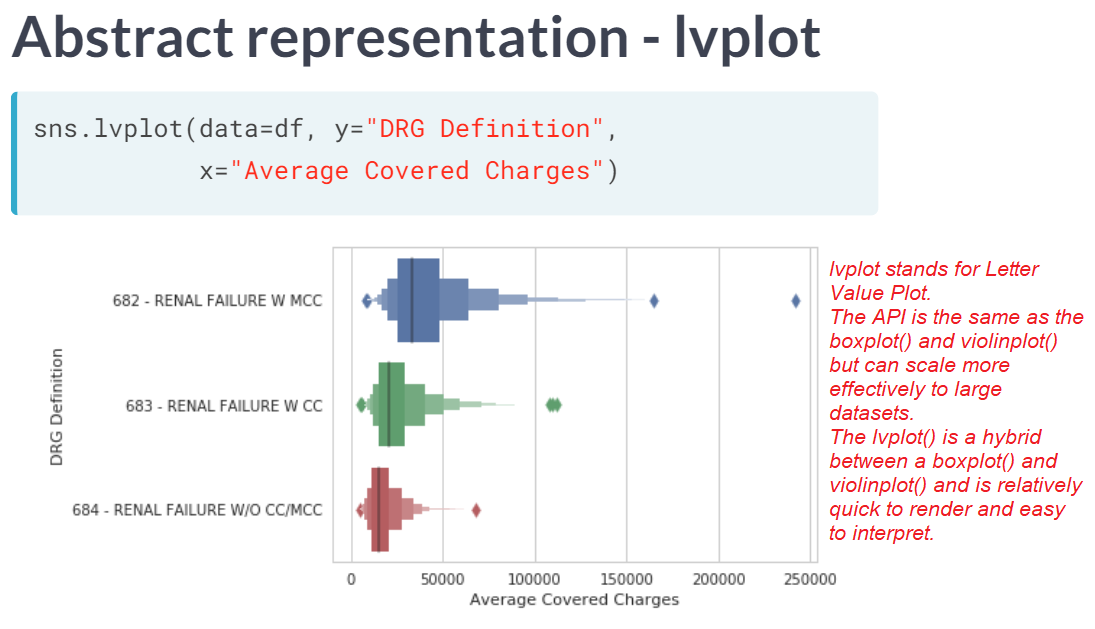 Abstract representation - lvplot
sns.lvplot(data=df, y="DRG Definition",
x="Average Covered Charges")
lvplot stands for Letter
Value Plot.
The API is the same as the
boxplot() and violinplot()
but can scale more
effectively to large
datasets.
The lvplot() is a hybrid
between a boxplot() and
violinplot() and is relatively
quick to render and easy
to interpret.
DRG Definition
682 - RENAL FAILURE W MCC
683 - RENAL FAILURE W CC
684 - RENAL FAILURE W/O CC/MCC
0 50000 100000 150000 200000 250000
Average Covered Charges